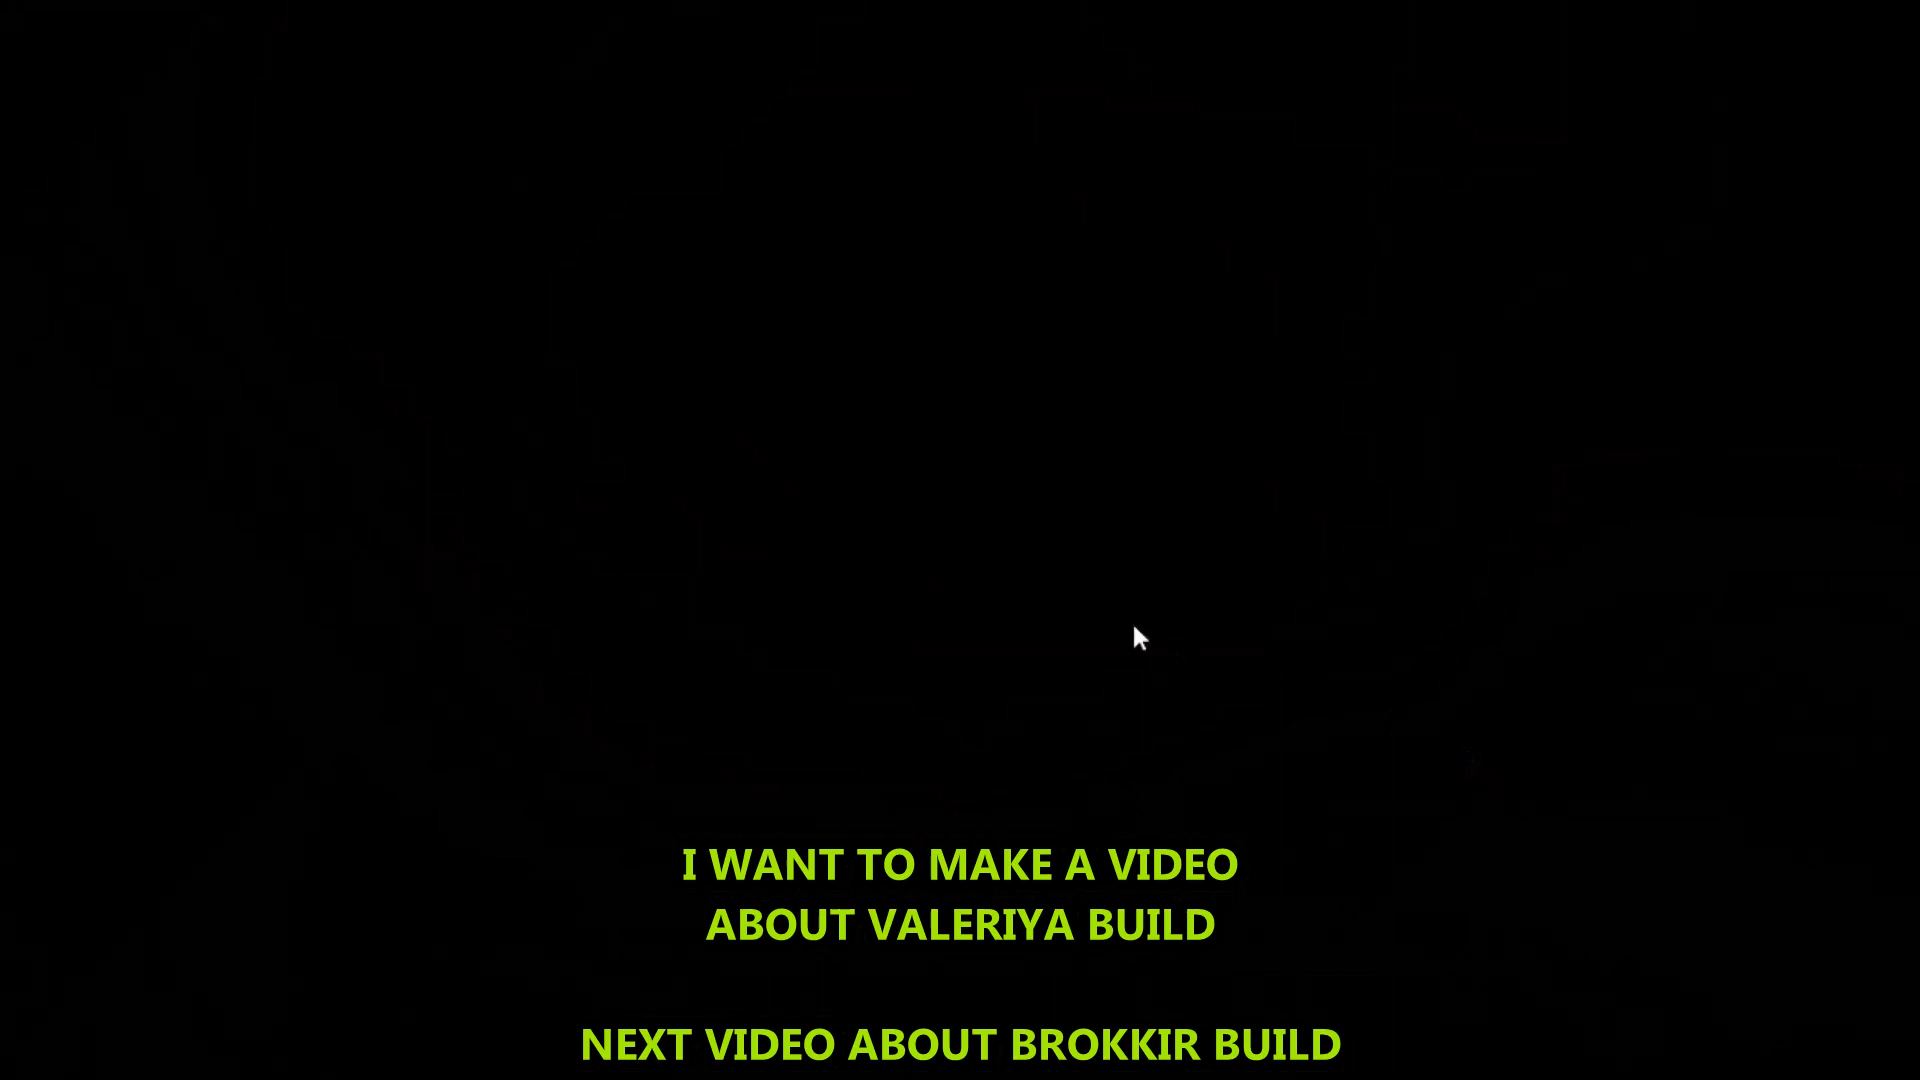 I WANT TO MAKE A VIDEO
ABOUT VALERIYA BUILD
NEXT VIDEO ABOUT BROKKIR BUILD